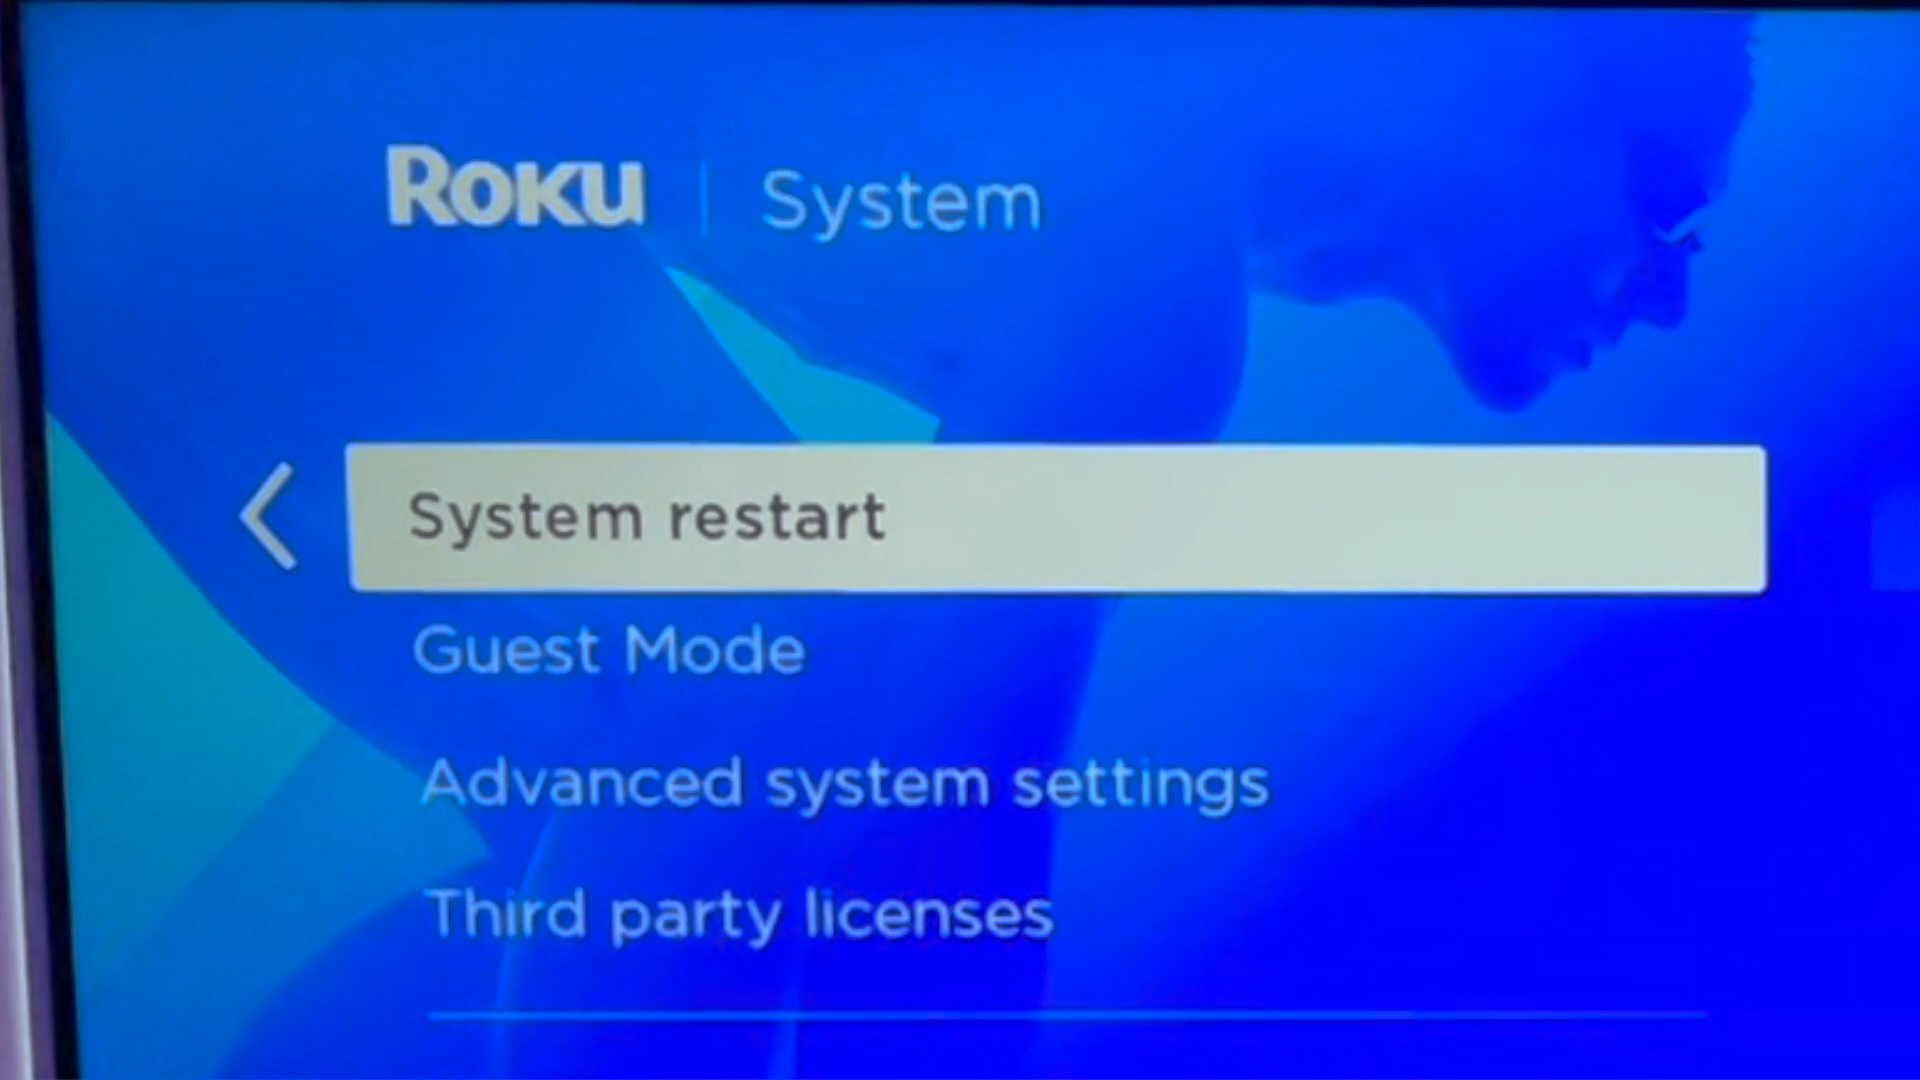 Roku | System
System restart
Guest Mode
Advanced system settings
Third party licenses